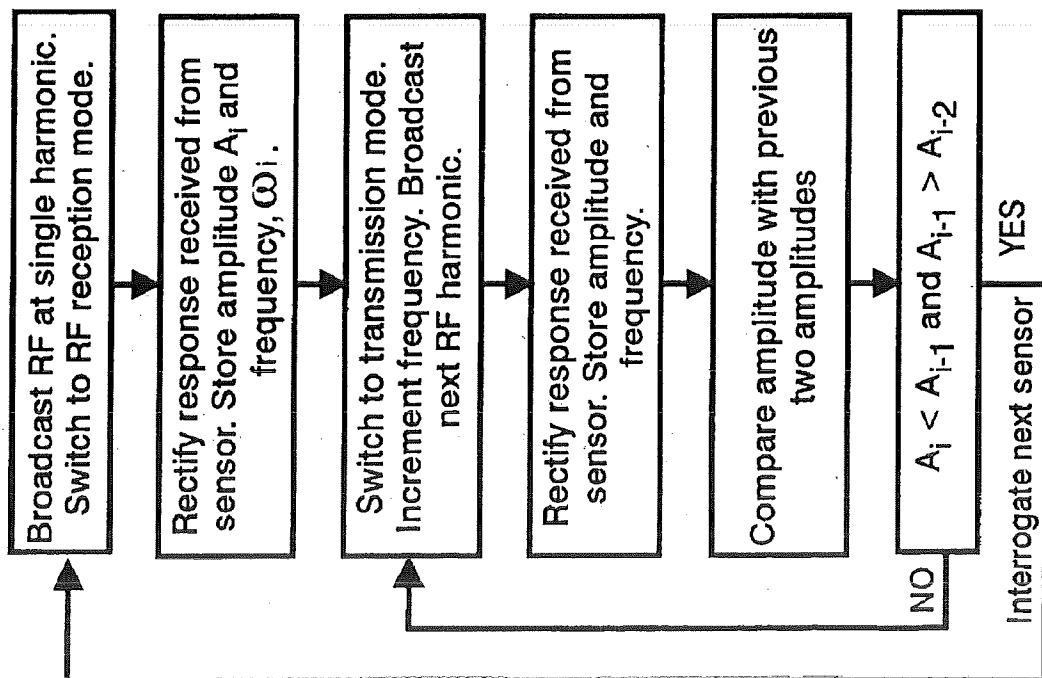 Broadcast RF at single harmonic.
Switch to RF reception mode.
Rectify response received from
sensor. Store amplitude Aᵢ and
frequency, ωᵢ.
Switch to transmission mode.
Increment frequency. Broadcast
next RF harmonic.
Rectify response received from
sensor. Store amplitude and
frequency.
Compare amplitude with previous
two amplitudes
Aᵢ < Aᵢ₋₁ and Aᵢ₋₁ > Aᵢ₋₂
NO
YES
Interrogate next sensor